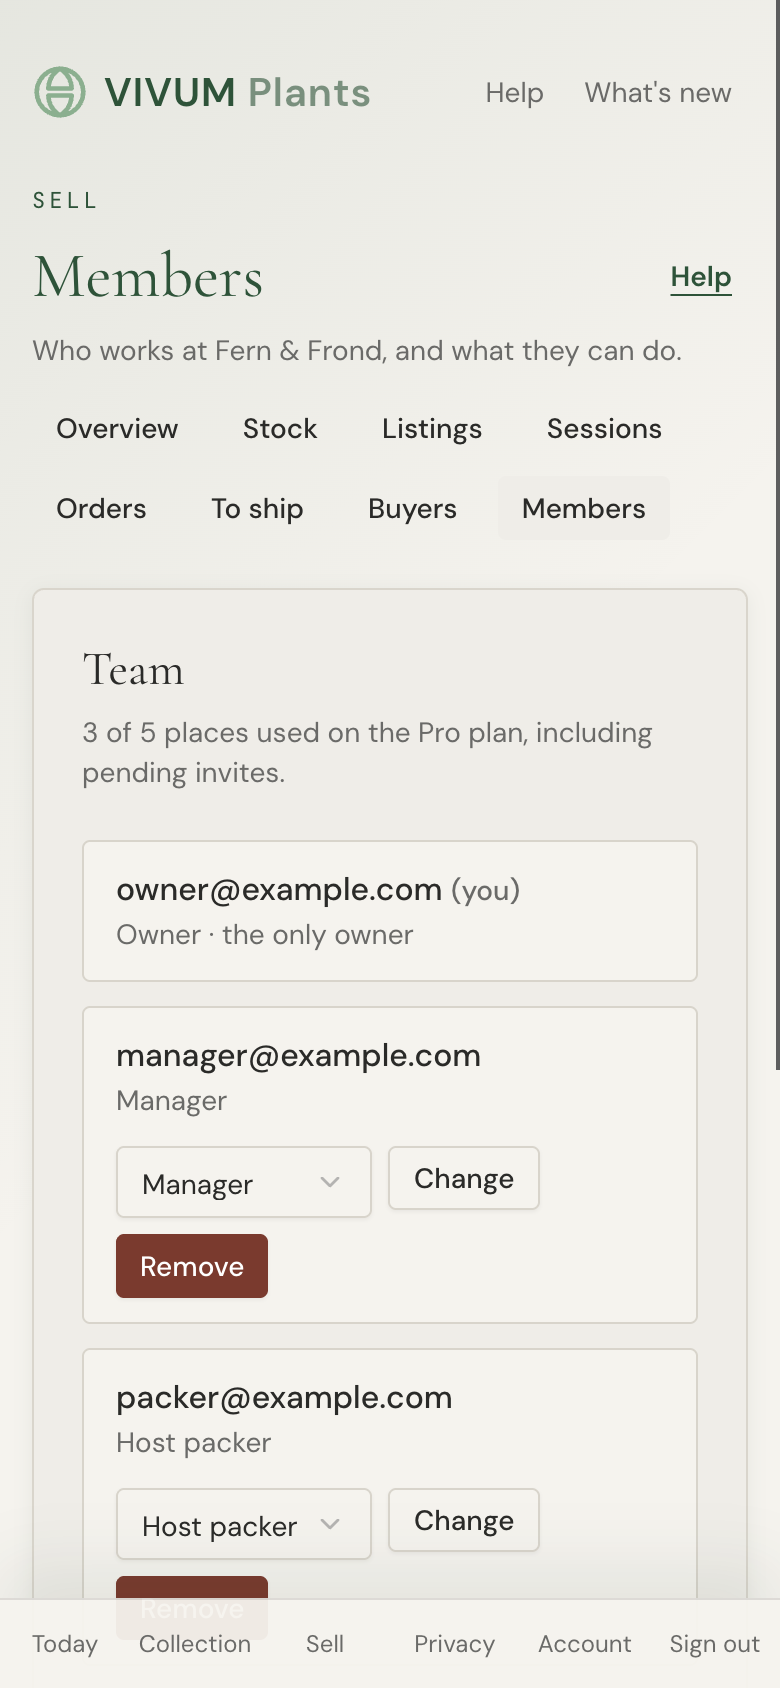 VIVUM Plants
Help
What's new
SELL
Members
Help
Who works at Fern & Frond, and what they can do.
Overview
Stock
Listings
Sessions
Orders
To ship
Buyers
Members
Team
3 of 5 places used on the Pro plan, including
pending invites.
owner@example.com (you)
Owner · the only owner
manager@example.com
Manager
Manager
Change
Remove
packer@example.com
Host packer
Host packer
Change
Remove
Today
Collection
Sell
Privacy
Account
Sign out